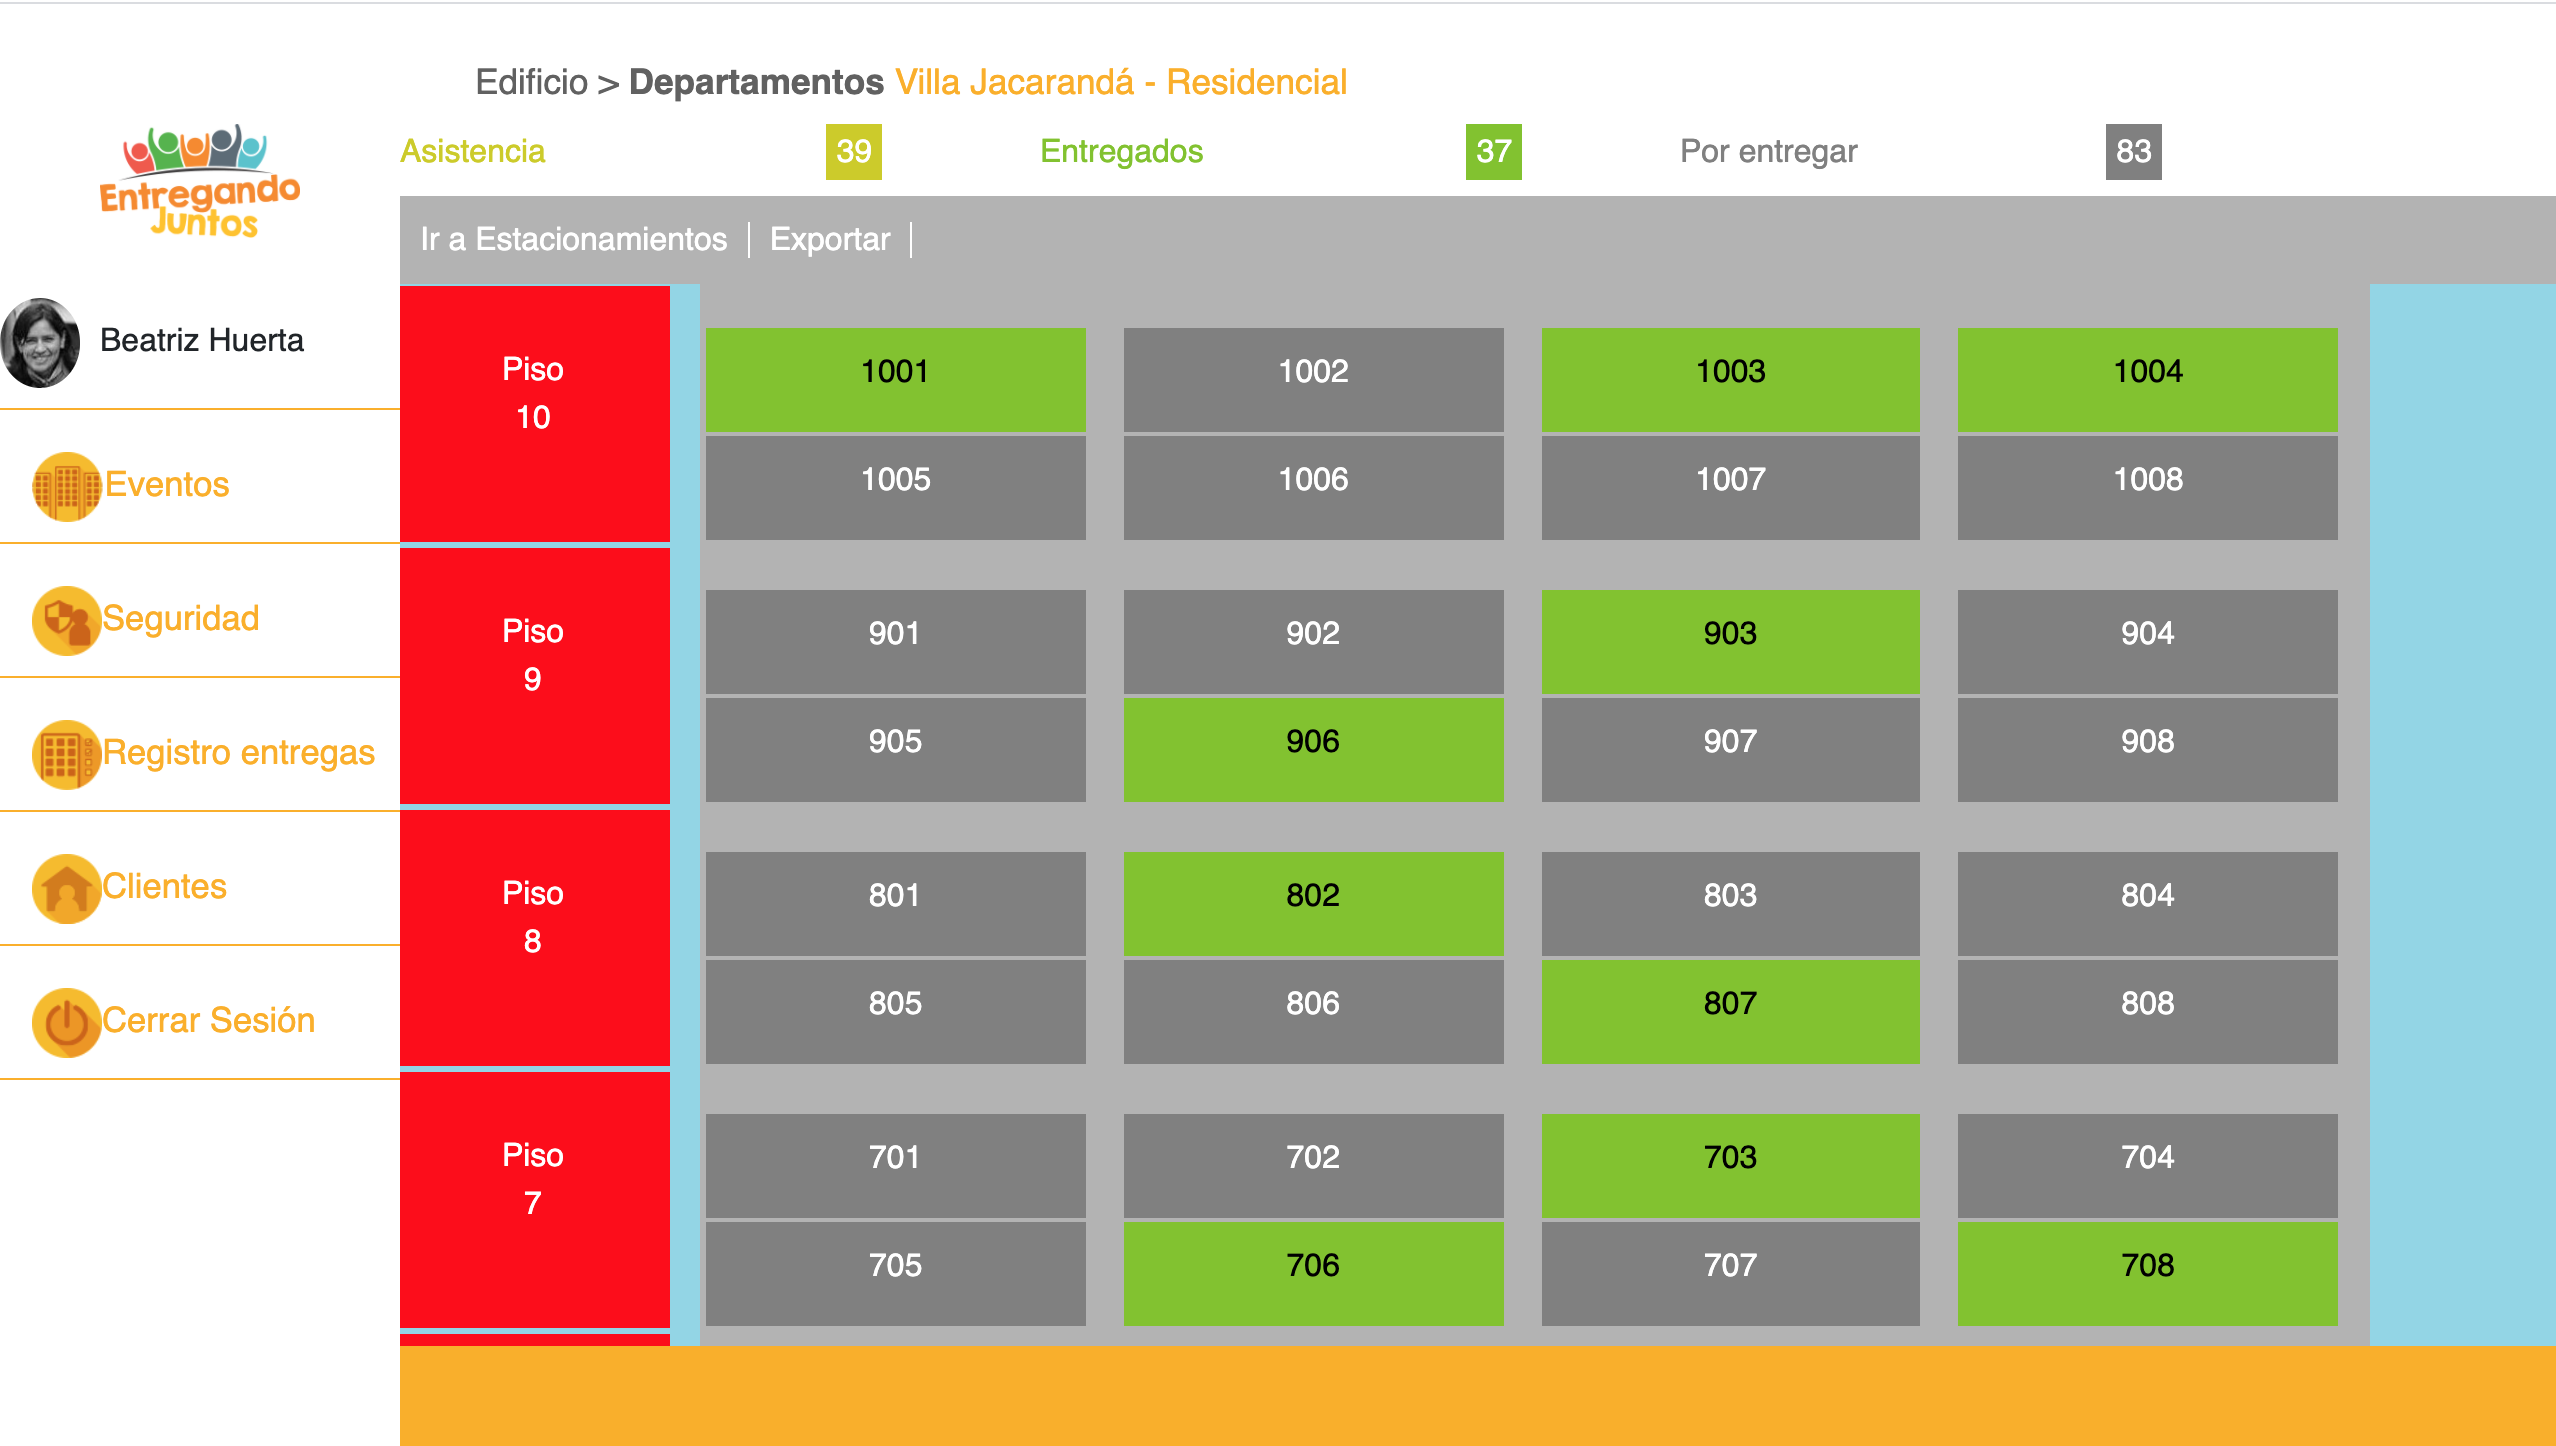 Edificio > Departamentos Villa Jacarandá - Residencial
Asistencia 39 Entregados 37 Por entregar 83
Entregando
Juntos
Ir a Estacionamientos | Exportar |
Beatriz Huerta
Eventos
Seguridad
Registro entregas
Clientes
Cerrar Sesión
Piso
10
1001 1002 1003 1004
1005 1006 1007 1008
Piso
9
901 902 903 904
905 906 907 908
Piso
8
801 802 803 804
805 806 807 808
Piso
7
701 702 703 704
705 706 707 708